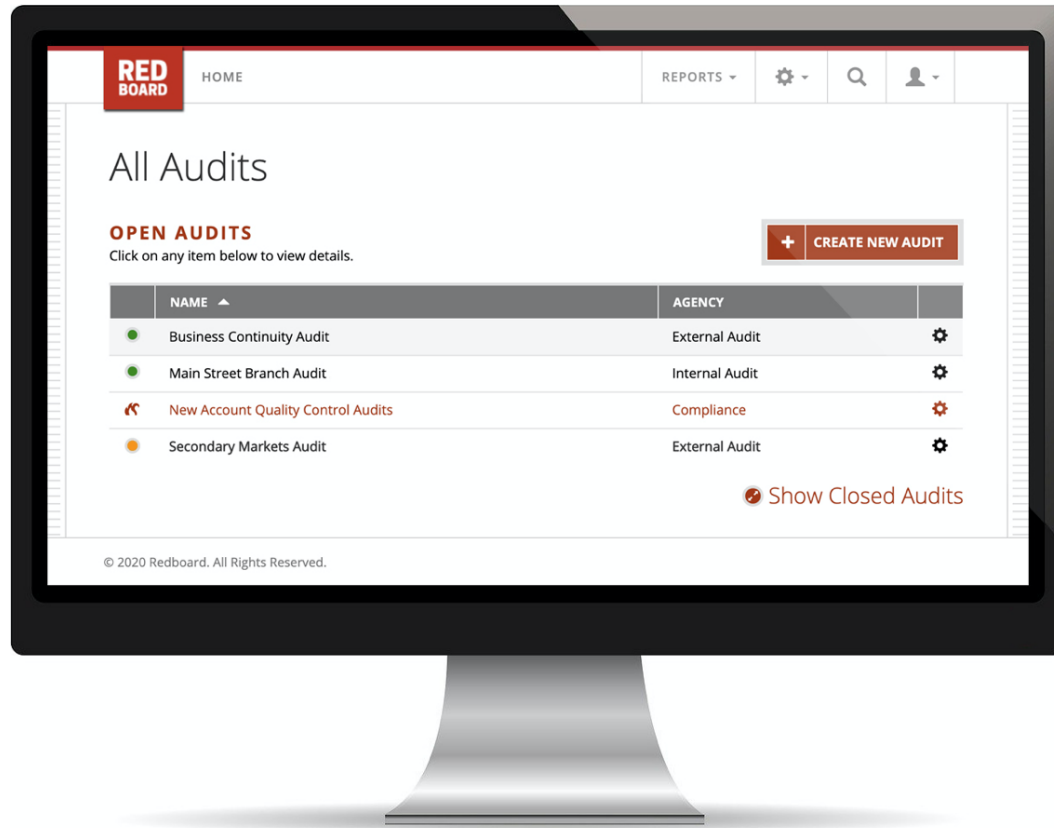 RED
BOARD
HOME
REPORTS
All Audits
OPEN AUDITS
Click on any item below to view details.
CREATE NEW AUDIT
NAME AGENCY
Business Continuity Audit External Audit
Main Street Branch Audit Internal Audit
New Account Quality Control Audits Compliance
Secondary Markets Audit External Audit
Show Closed Audits
© 2020 Redboard. All Rights Reserved.